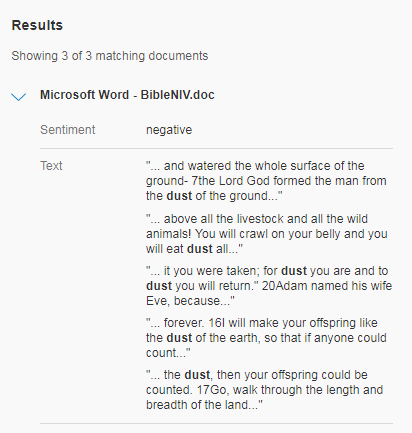 Results
Showing 3 of 3 matching documents
Microsoft Word - BibleNIV.doc
Sentiment negative
Text
"... and watered the whole surface of the
ground- 7the Lord God formed the man from
the dust of the ground..."
"... above all the livestock and all the wild
animals! You will crawl on your belly and you
will eat dust all..."
"... it you were taken; for dust you are and to
dust you will return." 20Adam named his wife
Eve, because..."
"... forever. 16I will make your offspring like
the dust of the earth, so that if anyone could
count..."
"... the dust, then your offspring could be
counted. 17Go, walk through the length and
breadth of the land..."